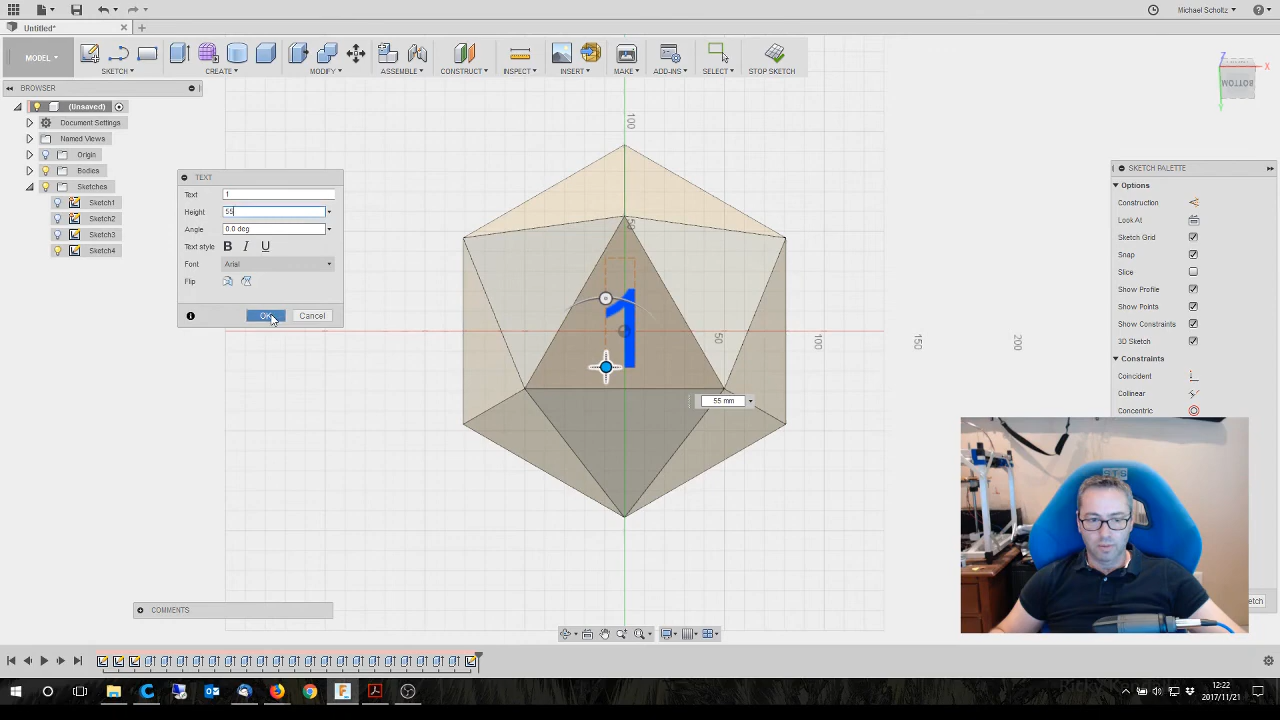 Michael Scholtz
Untitled*
MODEL
SKETCH
CREATE
MODIFY
ASSEMBLE
CONSTRUCT
INSPECT
INSERT
MAKE
ADD-INS
SELECT
STOP SKETCH
BROWSER
(Unsaved)
Document Settings
Named Views
Origin
Bodies
Sketches
Sketch1
Sketch2
Sketch3
Sketch4
TEXT
Text 1
Height 55
Angle 0.0 deg
Text style B I U
Font Arial
Flip
OK Cancel
100
50
1
50
100
150
200
55 mm
Z
X
Y
BOTTOM
SKETCH PALETTE
Options
Construction
Look At
Sketch Grid
Snap
Slice
Show Profile
Show Points
Show Constraints
3D Sketch
Constraints
Coincident
Collinear
Concentric
COMMENTS
12:22
2017/11/21